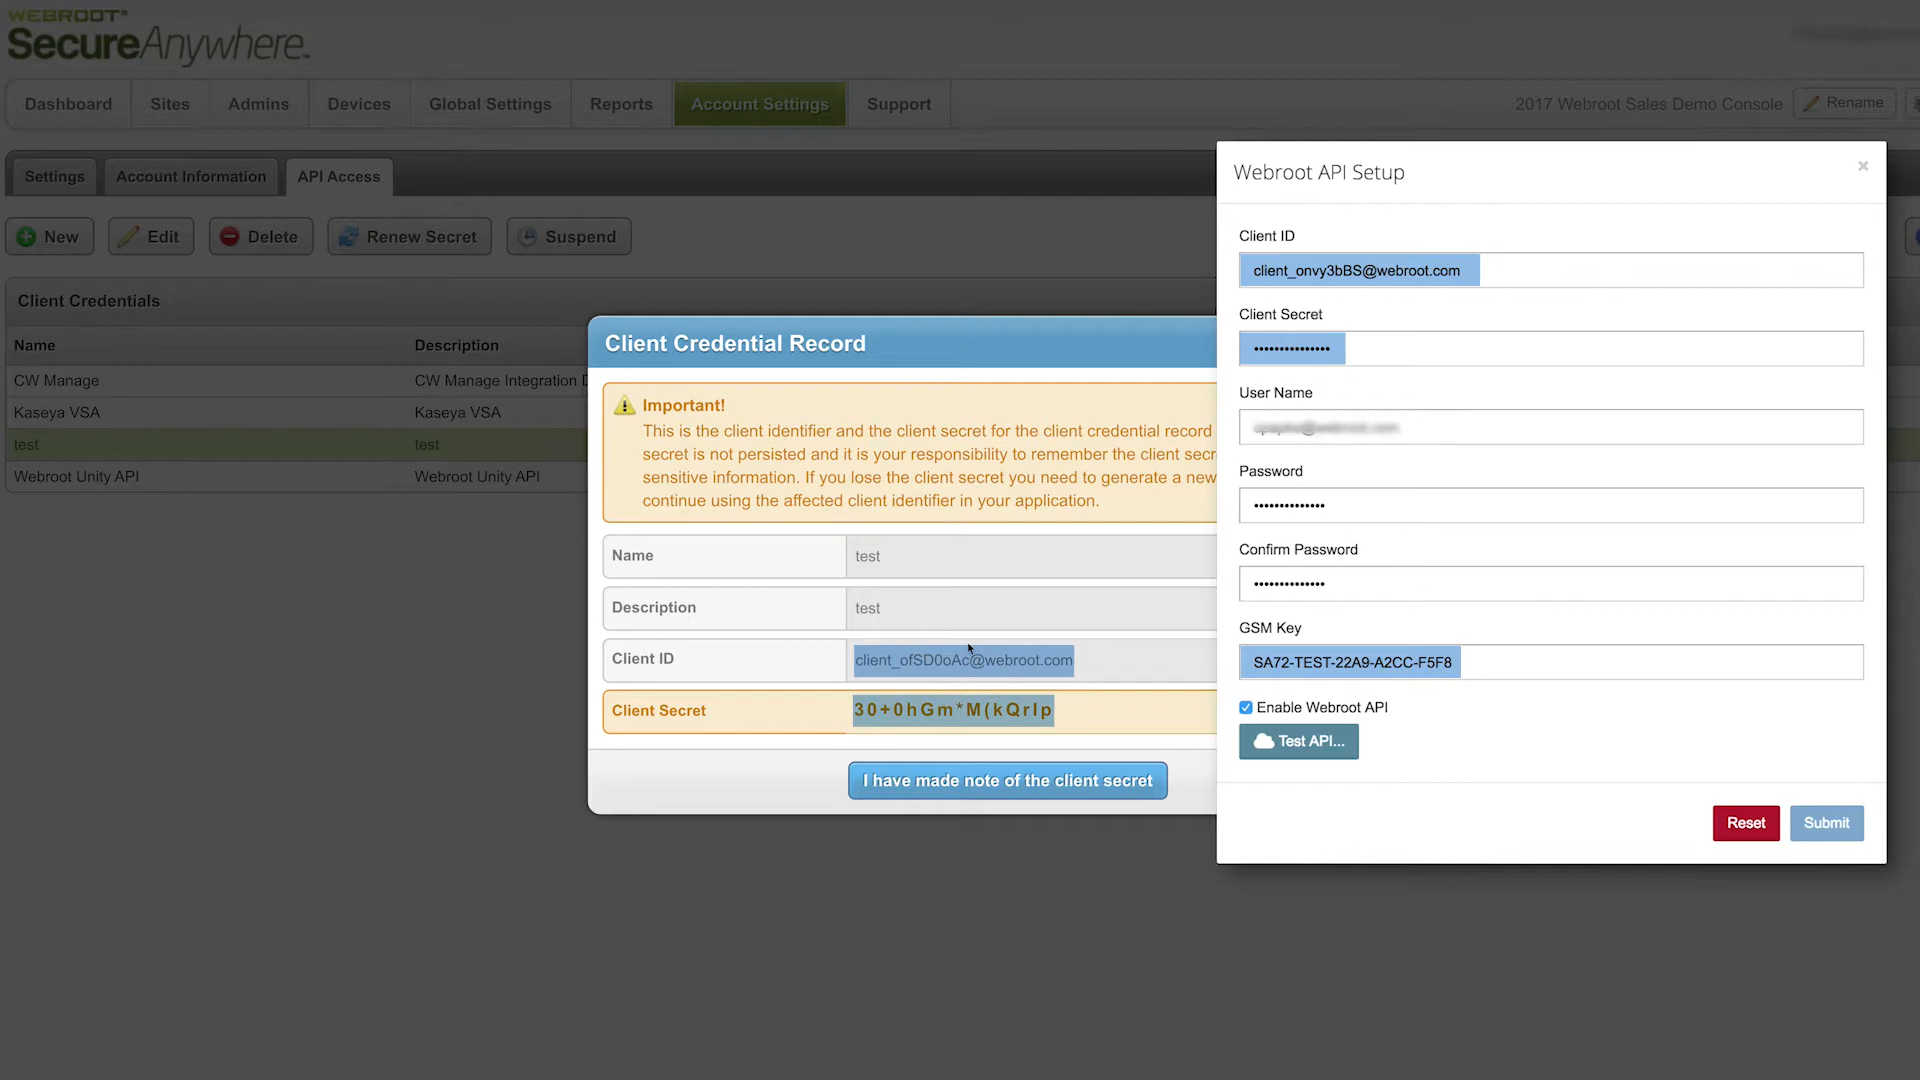 WEBROOT®
SecureAnywhere™
Dashboard
Sites
Admins
Devices
Global Settings
Reports
Account Settings
Support
2017 Webroot Sales Demo Console
Rename
Settings
Account Information
API Access
New
Edit
Delete
Renew Secret
Suspend
Client Credentials
Name
Description
CW Manage
CW Manage Integration
Kaseya VSA
Kaseya VSA
test
test
Webroot Unity API
Webroot Unity API
Client Credential Record
Important!
This is the client identifier and the client secret for the client credential record
secret is not persisted and it is your responsibility to remember the client secr
sensitive information. If you lose the client secret you need to generate a new
continue using the affected client identifier in your application.
Name
test
Description
test
Client ID
client_ofSD0oAc@webroot.com
Client Secret
30+0hGm*M(kQrIp
I have made note of the client secret
Webroot API Setup
×
Client ID
client_onvy3bBS@webroot.com
Client Secret
•••••••••••••••
User Name
Password
••••••••••••••
Confirm Password
••••••••••••••
GSM Key
SA72-TEST-22A9-A2CC-F5F8
Enable Webroot API
Test API...
Reset
Submit